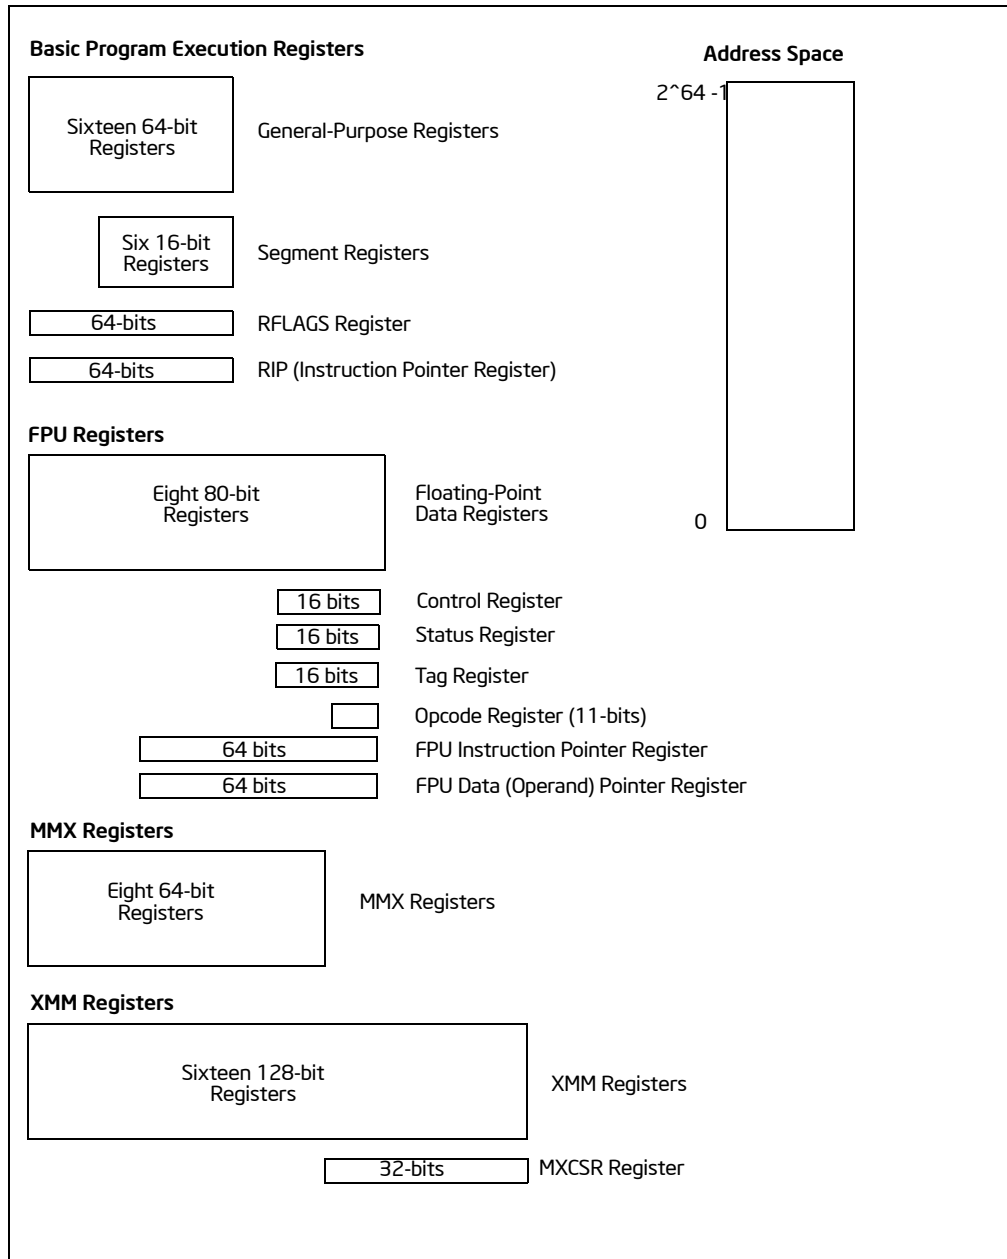 Basic Program Execution Registers
Address Space
2^64 -1
Sixteen 64-bit
Registers
General-Purpose Registers
Six 16-bit
Registers
Segment Registers
64-bits
RFLAGS Register
64-bits
RIP (Instruction Pointer Register)
FPU Registers
Eight 80-bit
Registers
Floating-Point
Data Registers
0
16 bits
Control Register
16 bits
Status Register
16 bits
Tag Register
Opcode Register (11-bits)
64 bits
FPU Instruction Pointer Register
64 bits
FPU Data (Operand) Pointer Register
MMX Registers
Eight 64-bit
Registers
MMX Registers
XMM Registers
Sixteen 128-bit
Registers
XMM Registers
32-bits
MXCSR Register